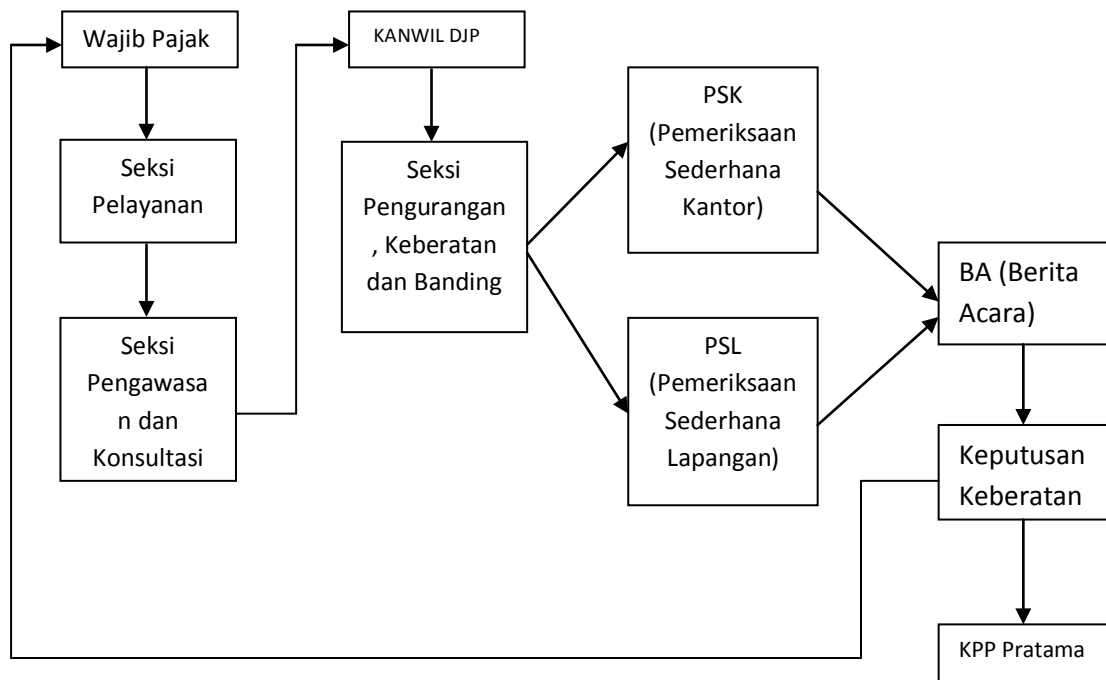 Wajib Pajak
Seksi
Pelayanan
Seksi
Pengawasa
n dan
Konsultasi
KANWIL DJP
Seksi
Pengurangan
, Keberatan
dan Banding
PSK
(Pemeriksaan
Sederhana
Kantor)
PSL
(Pemeriksaan
Sederhana
Lapangan)
BA (Berita
Acara)
Keputusan
Keberatan
KPP Pratama